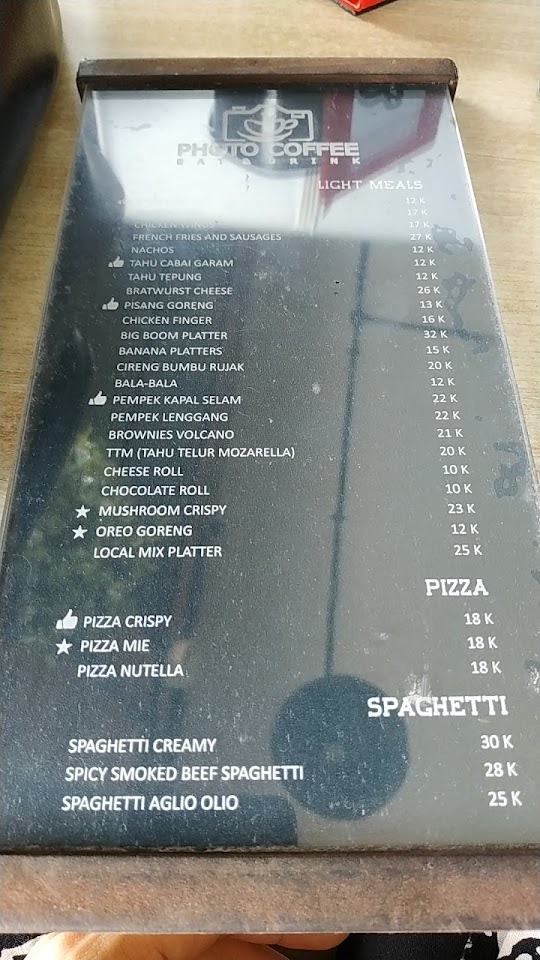 PHOTO COFFEE
EAT & DRINK
LIGHT MEALS
12 K
17 K
CHICKEN WINGS 17 K
FRENCH FRIES AND SAUSAGES 27 K
NACHOS 12 K
TAHU CABAI GARAM 12 K
TAHU TEPUNG 12 K
BRATWURST CHEESE 26 K
PISANG GORENG 13 K
CHICKEN FINGER 16 K
BIG BOOM PLATTER 32 K
BANANA PLATTERS 15 K
CIRENG BUMBU RUJAK 20 K
BALA-BALA 12 K
PEMPEK KAPAL SELAM 22 K
PEMPEK LENGGANG 22 K
BROWNIES VOLCANO 21 K
TTM (TAHU TELUR MOZARELLA) 20 K
CHEESE ROLL 10 K
CHOCOLATE ROLL 10 K
MUSHROOM CRISPY 23 K
OREO GORENG 12 K
LOCAL MIX PLATTER 25 K
PIZZA
PIZZA CRISPY 18 K
PIZZA MIE 18 K
PIZZA NUTELLA 18 K
SPAGHETTI
SPAGHETTI CREAMY 30 K
SPICY SMOKED BEEF SPAGHETTI 28 K
SPAGHETTI AGLIO OLIO 25 K